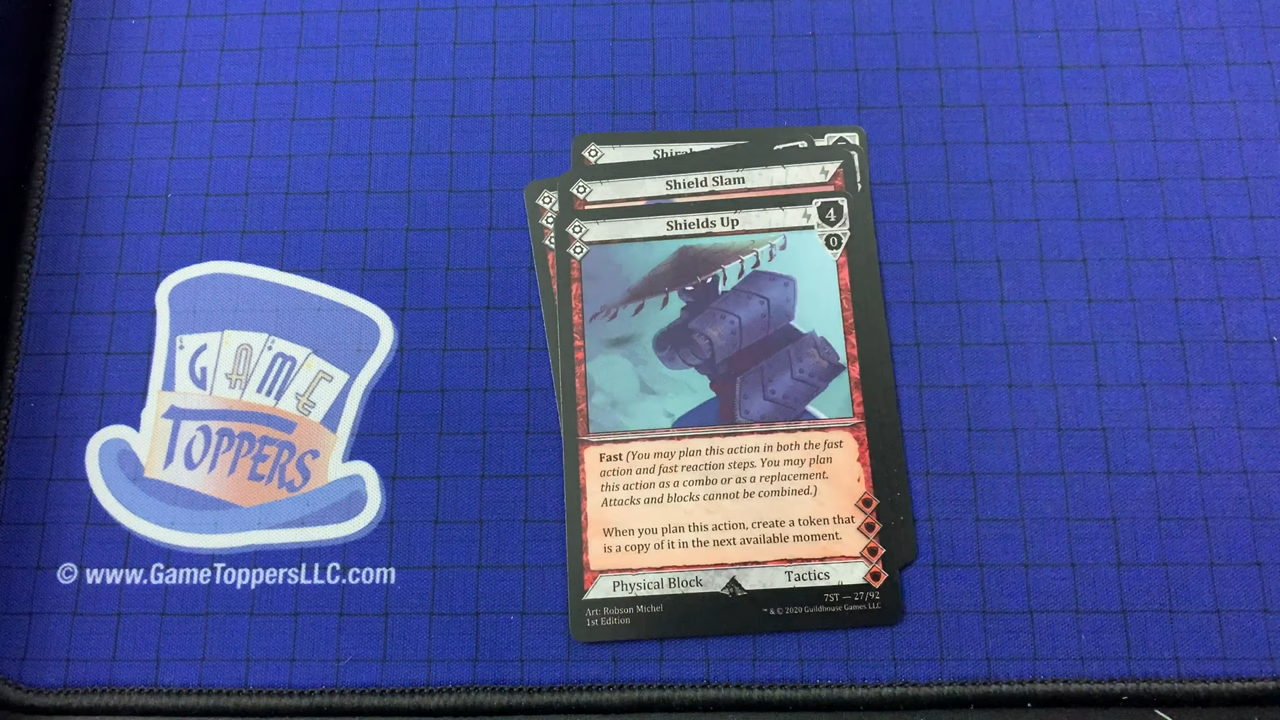 Shield Slam
Shields Up
4
0
GAME
TOPPERS
© www.GameToppersLLC.com
Fast (You may plan this action in both the fast
action and fast reaction steps. You may plan
this action as a combo or as a replacement.
Attacks and blocks cannot be combined.)
When you plan this action, create a token that
is a copy of it in the next available moment.
Physical Block
Tactics
Art: Robson Michel
1st Edition
7ST — 27/92
™ & © 2020 Guildhouse Games LLC